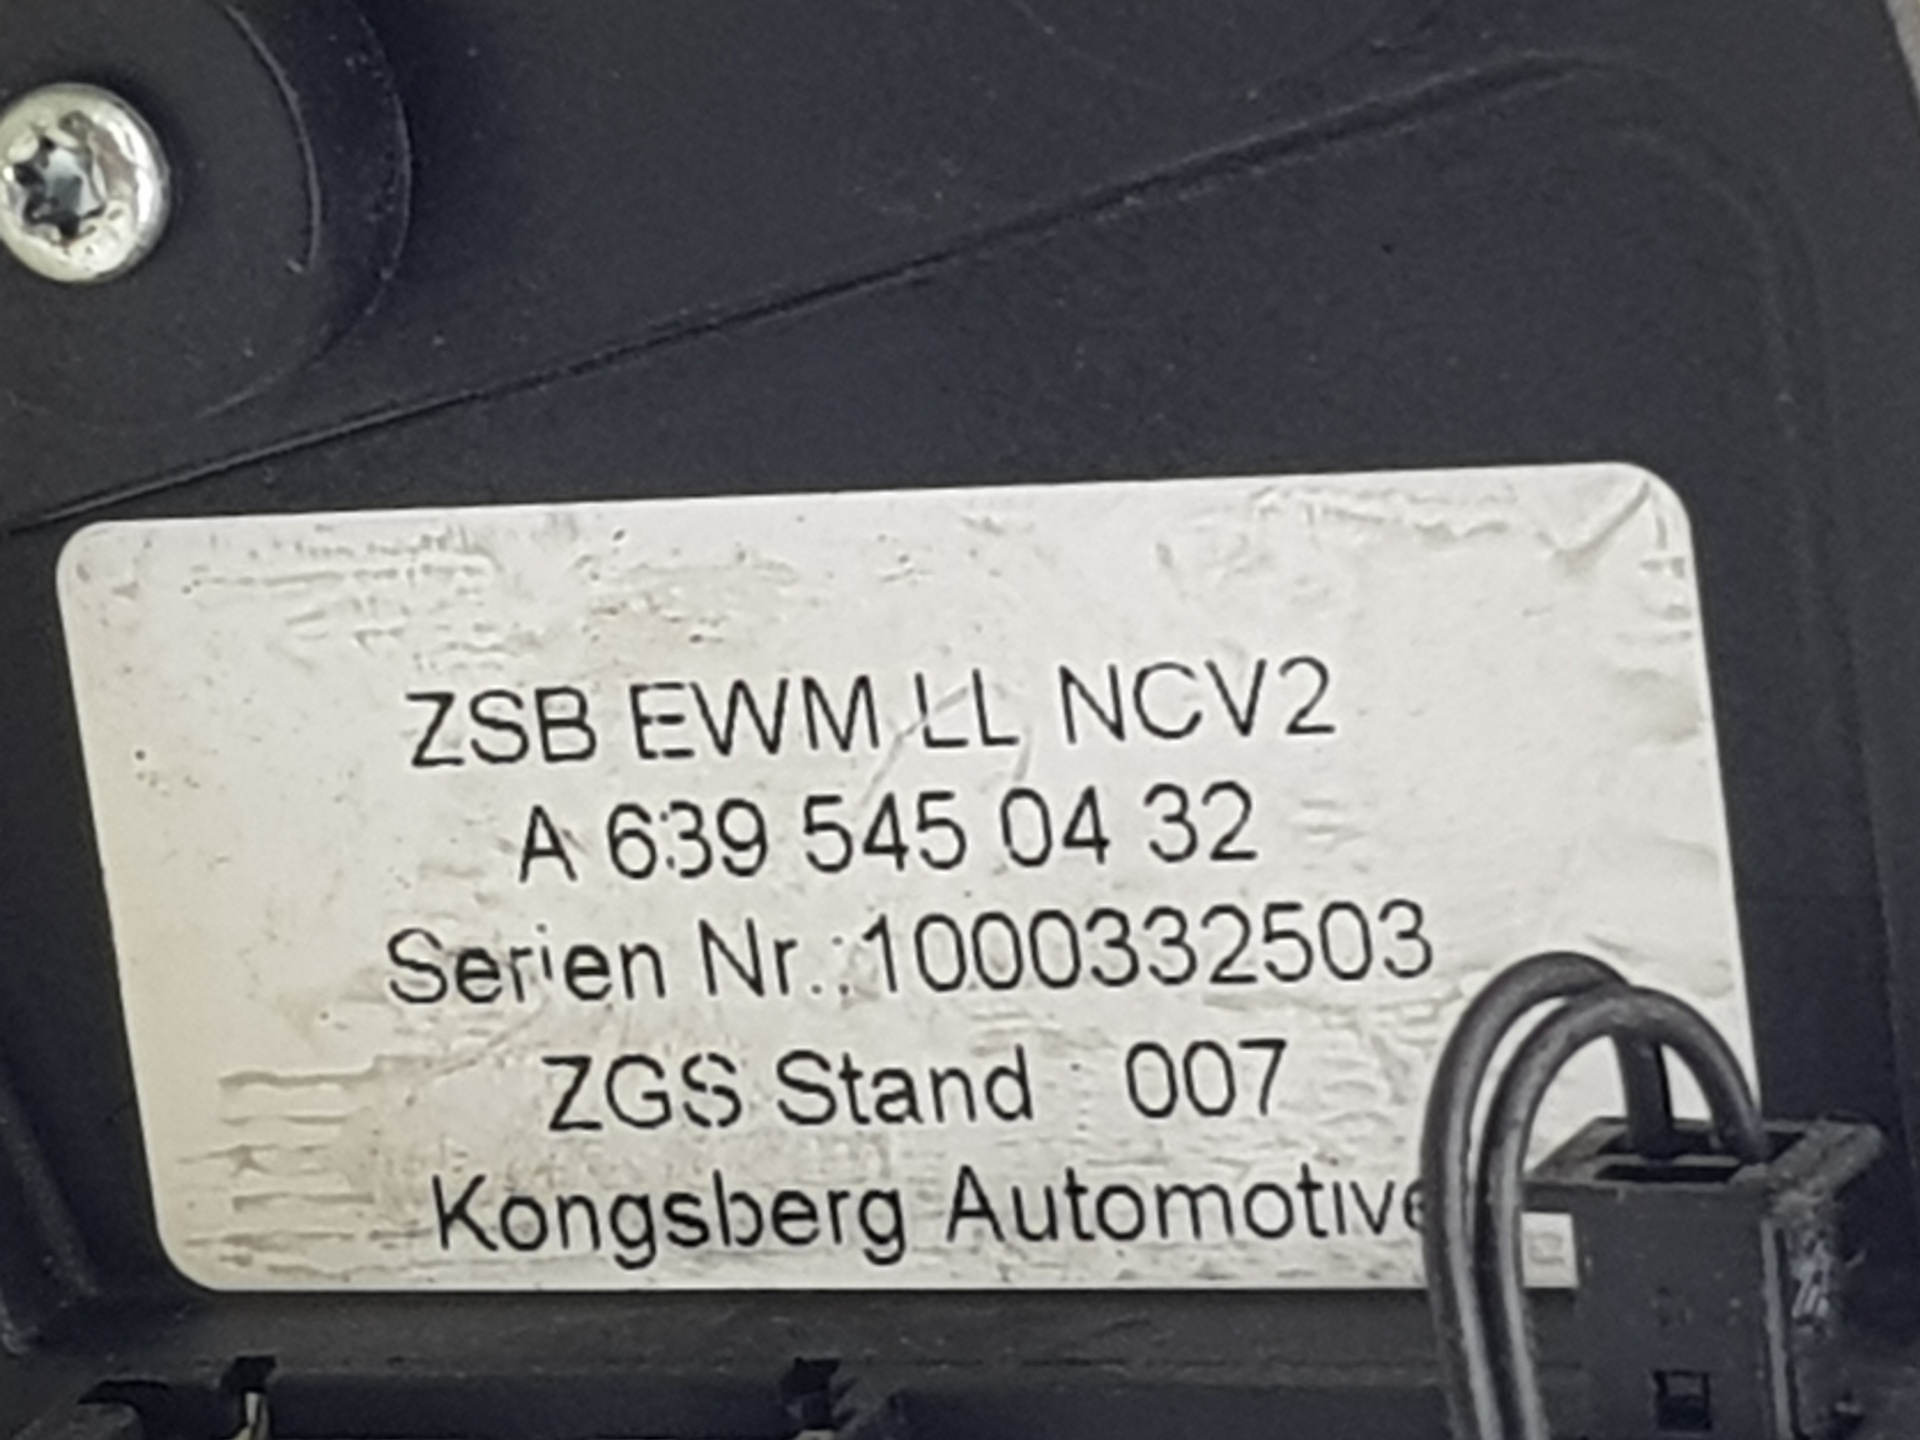 ZSB EWM LL NCV2
A 639 545 04 32
Serien Nr.:1000332503
ZGS Stand 007
Kongsberg Automotive